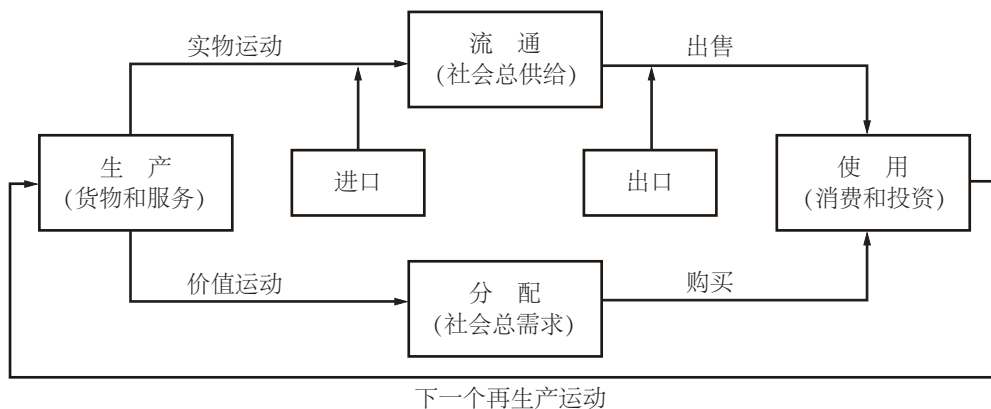 实物运动
流　通
(社会总供给)
出售
生　产
(货物和服务)
进口
出口
使　用
(消费和投资)
价值运动
分　配
(社会总需求)
购买
下一个再生产运动